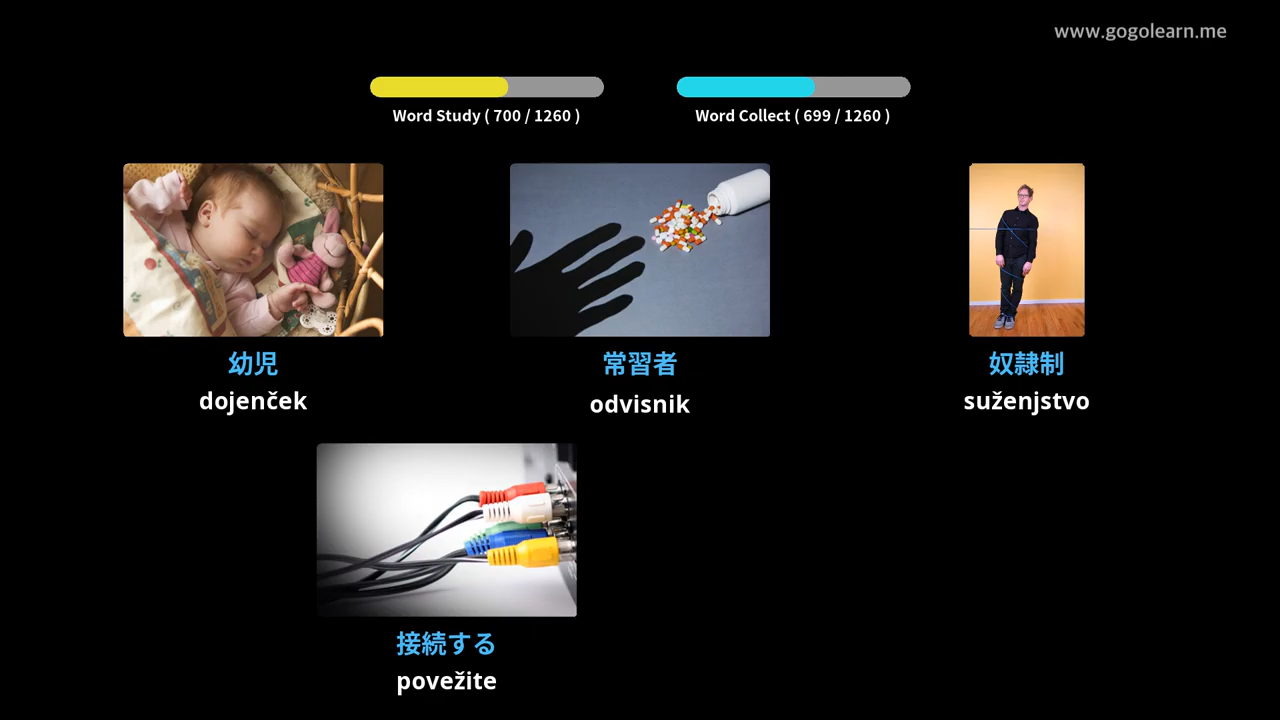 www.gogolearn.me
Word Study ( 700 / 1260 )
Word Collect ( 699 / 1260 )
幼児
dojenček
常習者
odvisnik
奴隷制
suženjstvo
接続する
povežite